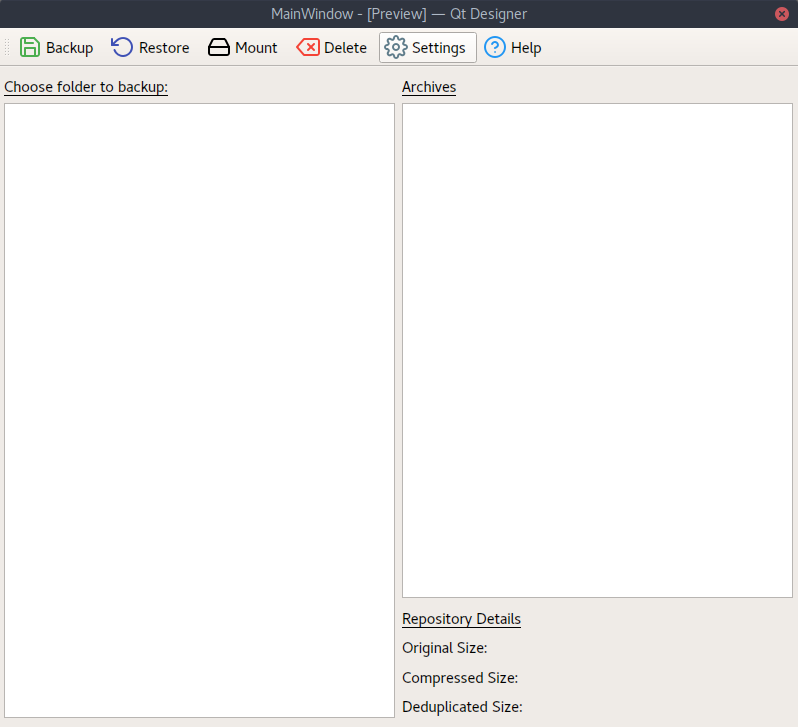 MainWindow - [Preview] — Qt Designer
Backup Restore Mount Delete Settings Help
Choose folder to backup:
Archives
Repository Details
Original Size:
Compressed Size:
Deduplicated Size: